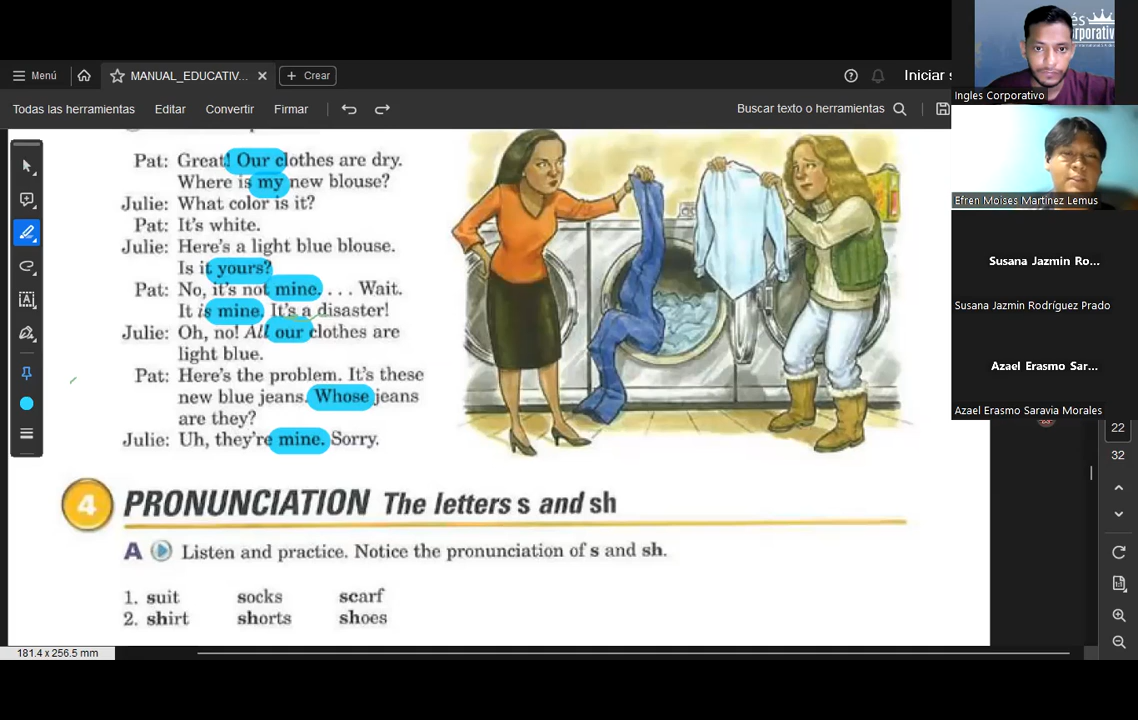 és
rporativo
Ingles Corporativo
Menú
MANUAL_EDUCATIV...
Crear
Iniciar s
Todas las herramientas
Editar
Convertir
Firmar
Buscar texto o herramientas
Pat: Great! Our clothes are dry.
Where is my new blouse?
Julie: What color is it?
Pat: It's white.
Julie: Here's a light blue blouse.
Is it yours?
Pat: No, it's not mine. . . . Wait.
It is mine. It's a disaster!
Julie: Oh, no! All our clothes are
light blue.
Pat: Here's the problem. It's these
new blue jeans. Whose jeans
are they?
Julie: Uh, they're mine. Sorry.
4 PRONUNCIATION The letters s and sh
A Listen and practice. Notice the pronunciation of s and sh.
1. suit socks scarf
2. shirt shorts shoes
181.4 x 256.5 mm
Efren Moises Martinez Lemus
Susana Jazmin Ro...
Susana Jazmin Rodríguez Prado
Azael Erasmo Sar...
Azael Erasmo Saravia Morales
22
32